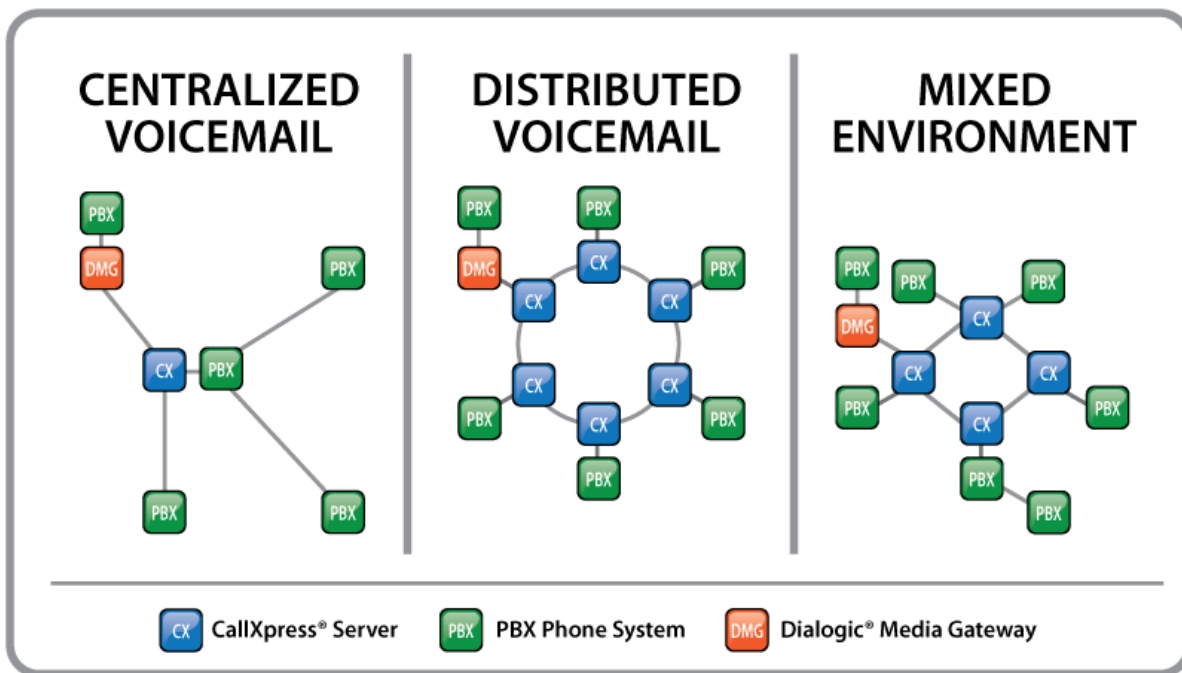 CENTRALIZED
VOICEMAIL
PBX
DMG
PBX
CX
PBX
PBX
PBX
DISTRIBUTED
VOICEMAIL
PBX
PBX
DMG
CX
PBX
CX
CX
CX
CX
PBX
CX
PBX
PBX
MIXED
ENVIRONMENT
PBX
PBX
PBX
DMG
CX
CX
CX
PBX
PBX
CX
PBX
PBX
CX CallXpress® Server
PBX PBX Phone System
DMG Dialogic® Media Gateway